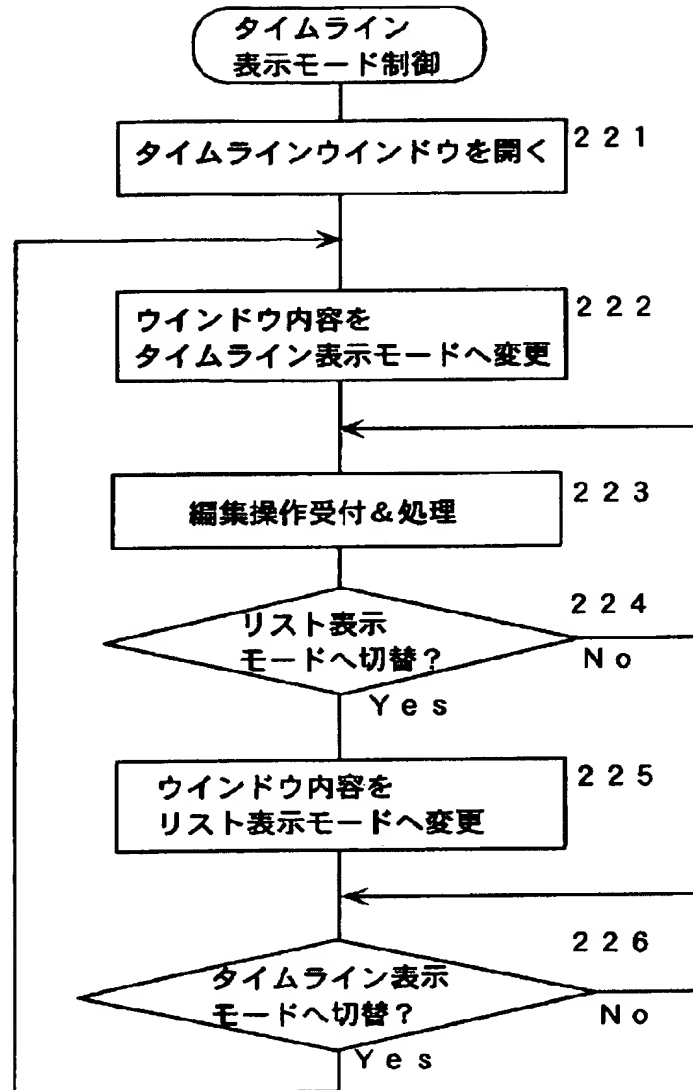 タイムライン
表示モード制御
タイムラインウインドウを開く
221
ウインドウ内容を
タイムライン表示モードへ変更
222
編集操作受付＆処理
223
リスト表示
モードへ切替？
224
No
Yes
ウインドウ内容を
リスト表示モードへ変更
225
タイムライン表示
モードへ切替？
226
No
Yes